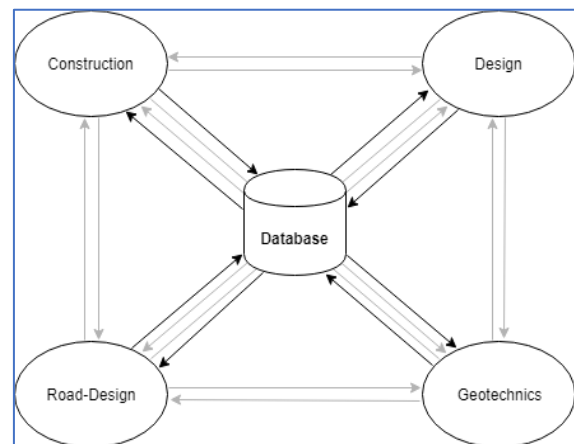 Construction
Design
Database
Road-Design
Geotechnics